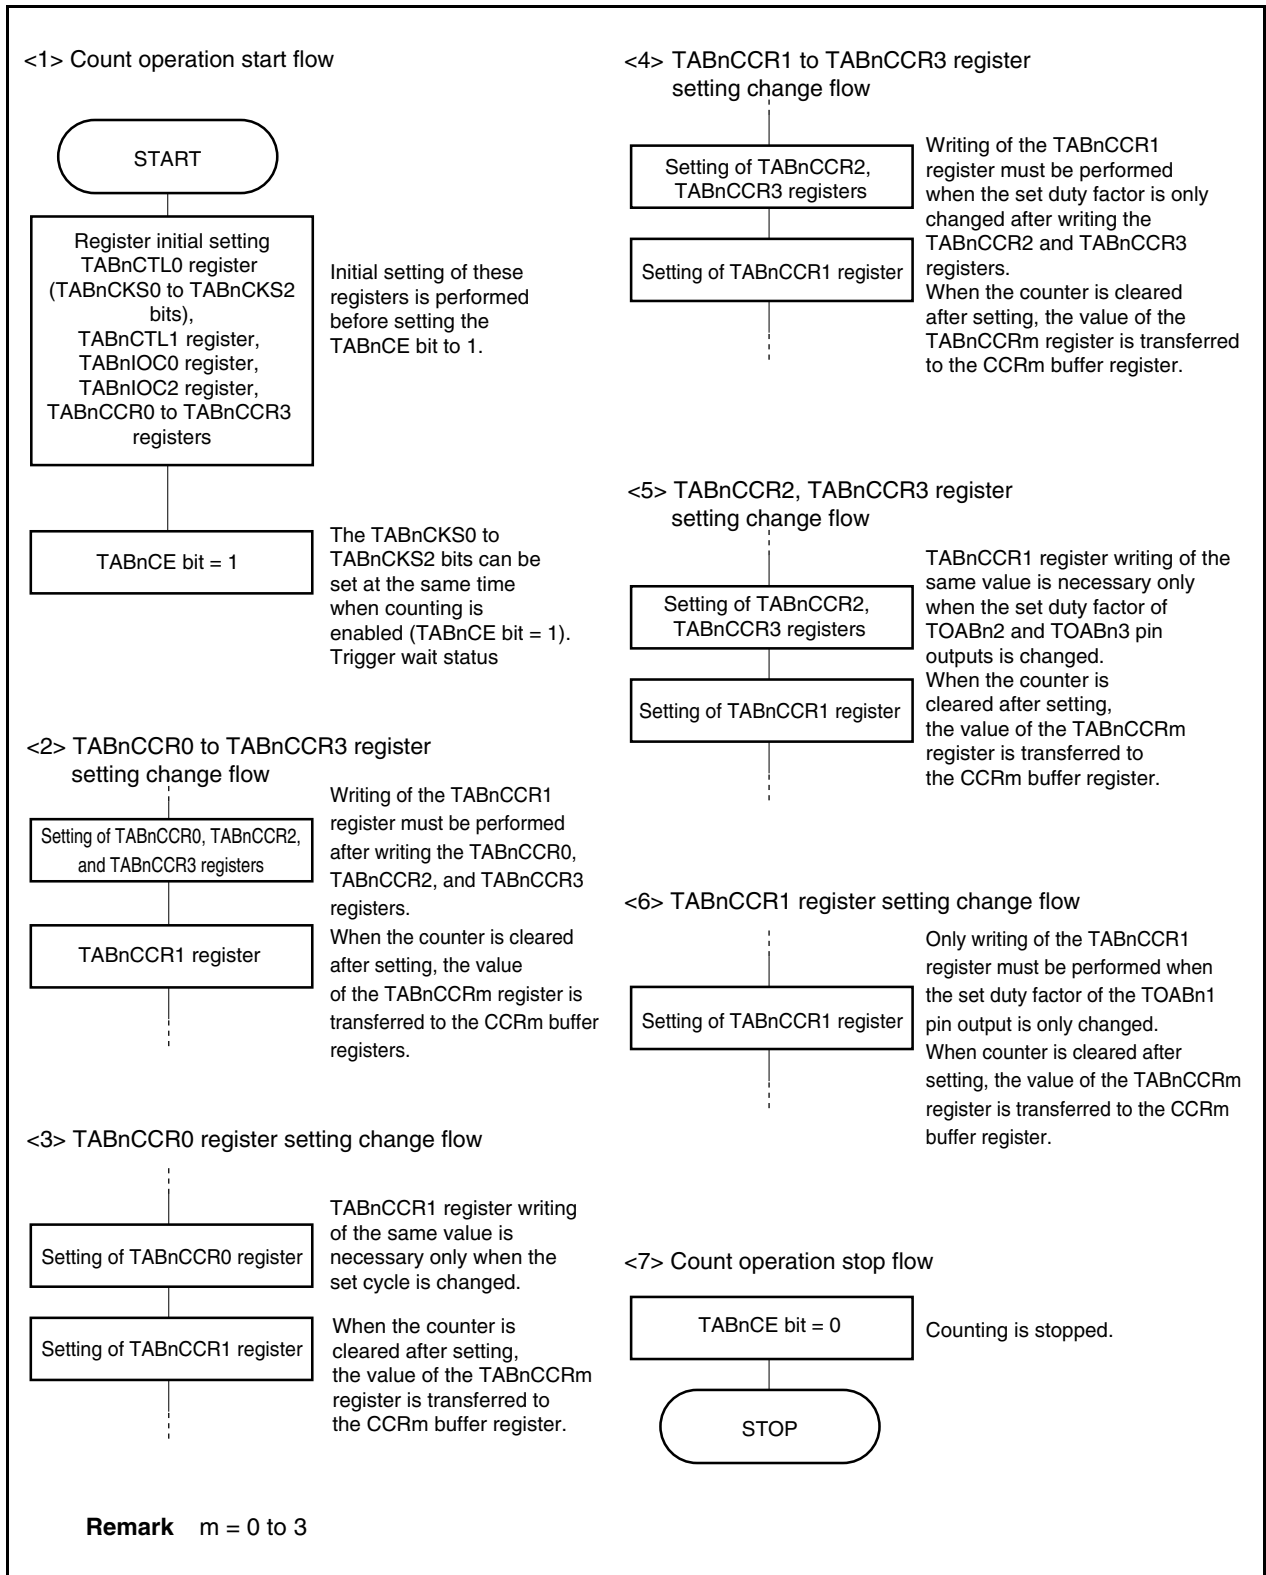 <1> Count operation start flow
START
Register initial setting
TABnCTL0 register
(TABnCKS0 to TABnCKS2
bits),
TABnCTL1 register,
TABnIOC0 register,
TABnIOC2 register,
TABnCCR0 to TABnCCR3
registers
Initial setting of these
registers is performed
before setting the
TABnCE bit to 1.
TABnCE bit = 1
The TABnCKS0 to
TABnCKS2 bits can be
set at the same time
when counting is
enabled (TABnCE bit = 1).
Trigger wait status
<2> TABnCCR0 to TABnCCR3 register
setting change flow
Setting of TABnCCR0, TABnCCR2,
and TABnCCR3 registers
TABnCCR1 register
Writing of the TABnCCR1
register must be performed
after writing the TABnCCR0,
TABnCCR2, and TABnCCR3
registers.
When the counter is cleared
after setting, the value
of the TABnCCRm register is
transferred to the CCRm buffer
registers.
<3> TABnCCR0 register setting change flow
Setting of TABnCCR0 register
TABnCCR1 register writing
of the same value is
necessary only when the
set cycle is changed.
Setting of TABnCCR1 register
When the counter is
cleared after setting,
the value of the TABnCCRm
register is transferred to
the CCRm buffer register.
<4> TABnCCR1 to TABnCCR3 register
setting change flow
Setting of TABnCCR2,
TABnCCR3 registers
Setting of TABnCCR1 register
Writing of the TABnCCR1
register must be performed
when the set duty factor is only
changed after writing the
TABnCCR2 and TABnCCR3
registers.
When the counter is cleared
after setting, the value of the
TABnCCRm register is transferred
to the CCRm buffer register.
<5> TABnCCR2, TABnCCR3 register
setting change flow
Setting of TABnCCR2,
TABnCCR3 registers
Setting of TABnCCR1 register
TABnCCR1 register writing of the
same value is necessary only
when the set duty factor of
TOABn2 and TOABn3 pin
outputs is changed.
When the counter is
cleared after setting,
the value of the TABnCCRm
register is transferred to
the CCRm buffer register.
<6> TABnCCR1 register setting change flow
Setting of TABnCCR1 register
Only writing of the TABnCCR1
register must be performed when
the set duty factor of the TOABn1
pin output is only changed.
When counter is cleared after
setting, the value of the TABnCCRm
register is transferred to the CCRm
buffer register.
<7> Count operation stop flow
TABnCE bit = 0
Counting is stopped.
STOP
Remark m = 0 to 3